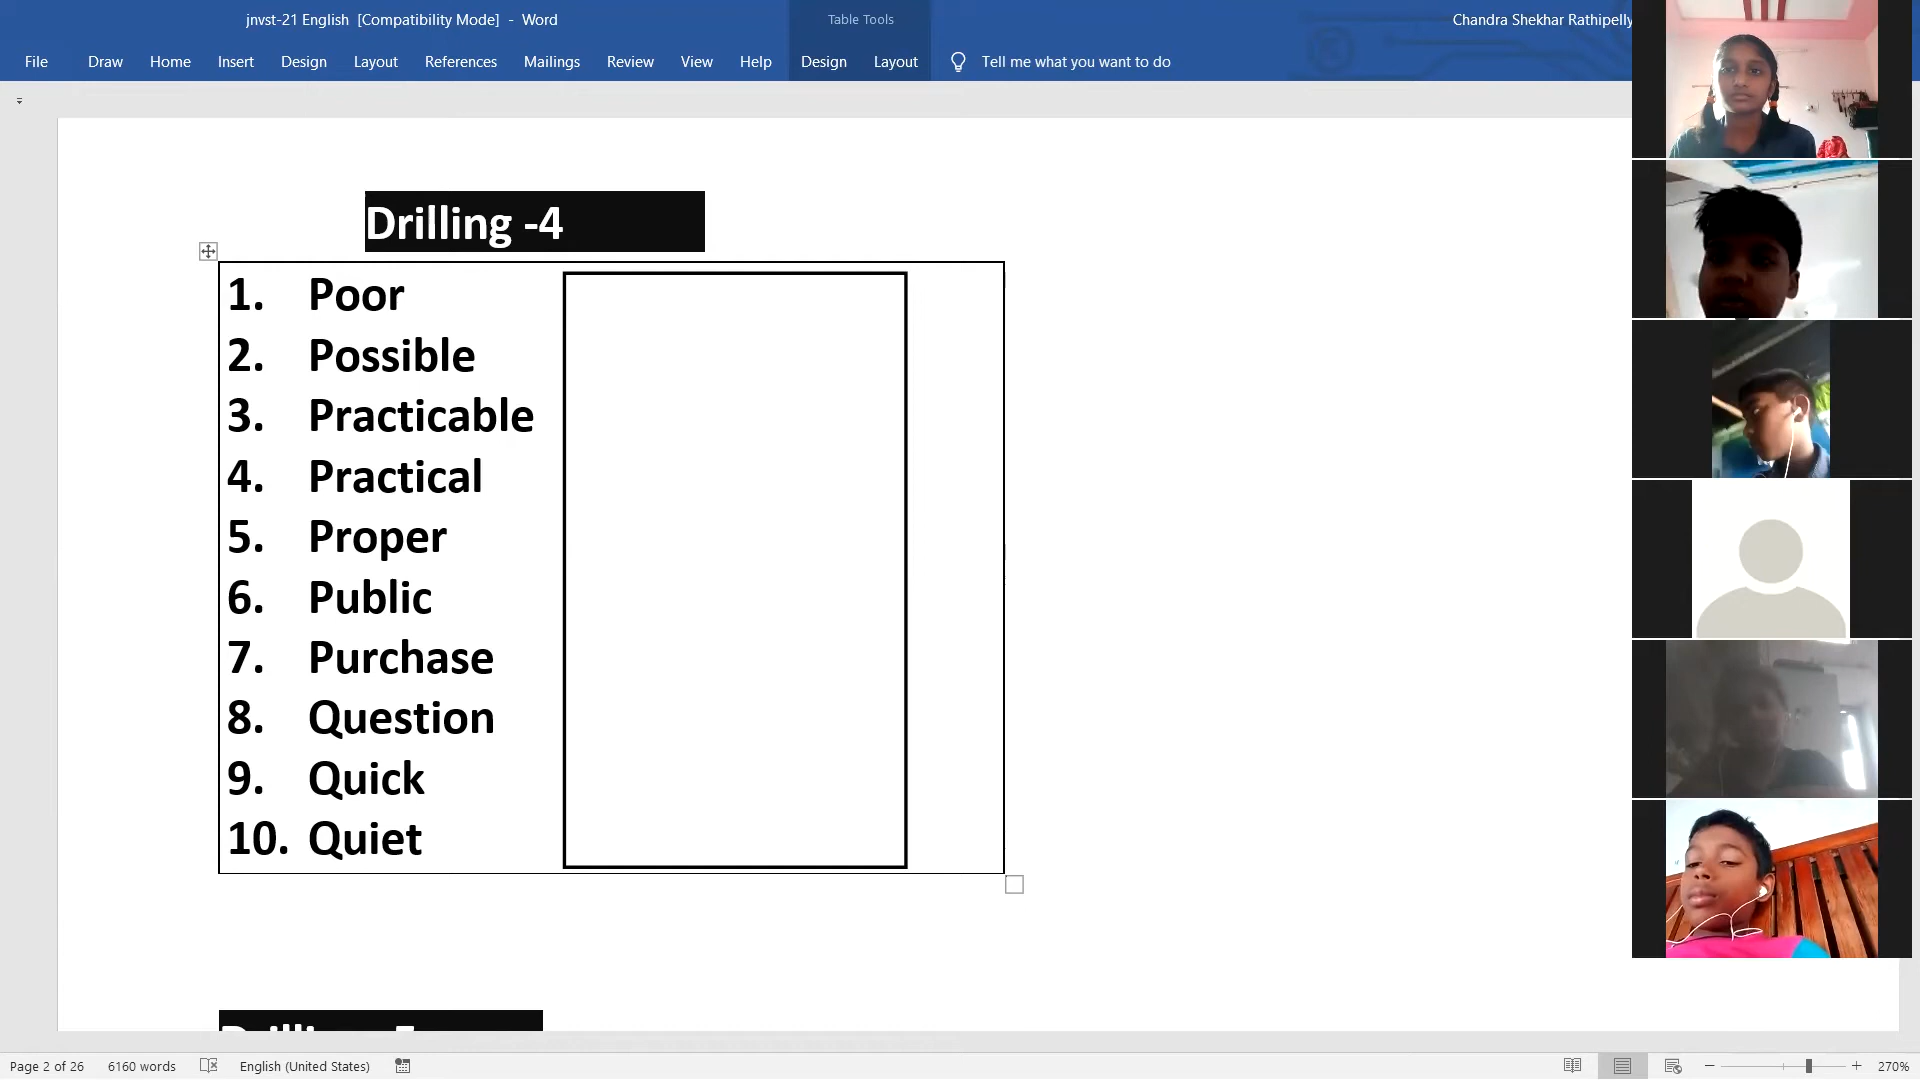 jnvst-21 English [Compatibility Mode] - Word
Table Tools
Chandra Shekhar Rathipelly
File Draw Home Insert Design Layout References Mailings Review View Help Design Layout Tell me what you want to do
Drilling -4
1. Poor
2. Possible
3. Practicable
4. Practical
5. Proper
6. Public
7. Purchase
8. Question
9. Quick
10. Quiet
Page 2 of 26 6160 words English (United States) 270%